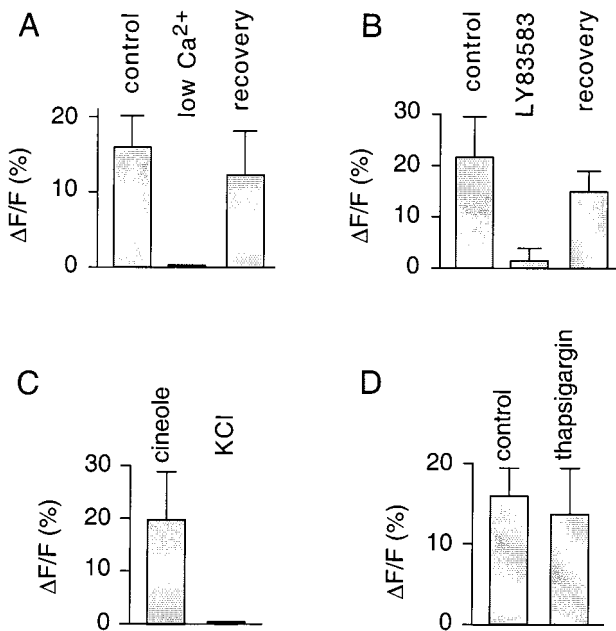 A
control
low Ca2+
recovery
ΔF/F (%)
20
10
0
B
control
LY83583
recovery
ΔF/F (%)
30
20
10
0
C
cineole
KCl
ΔF/F (%)
30
20
10
0
D
control
thapsigargin
ΔF/F (%)
20
10
0